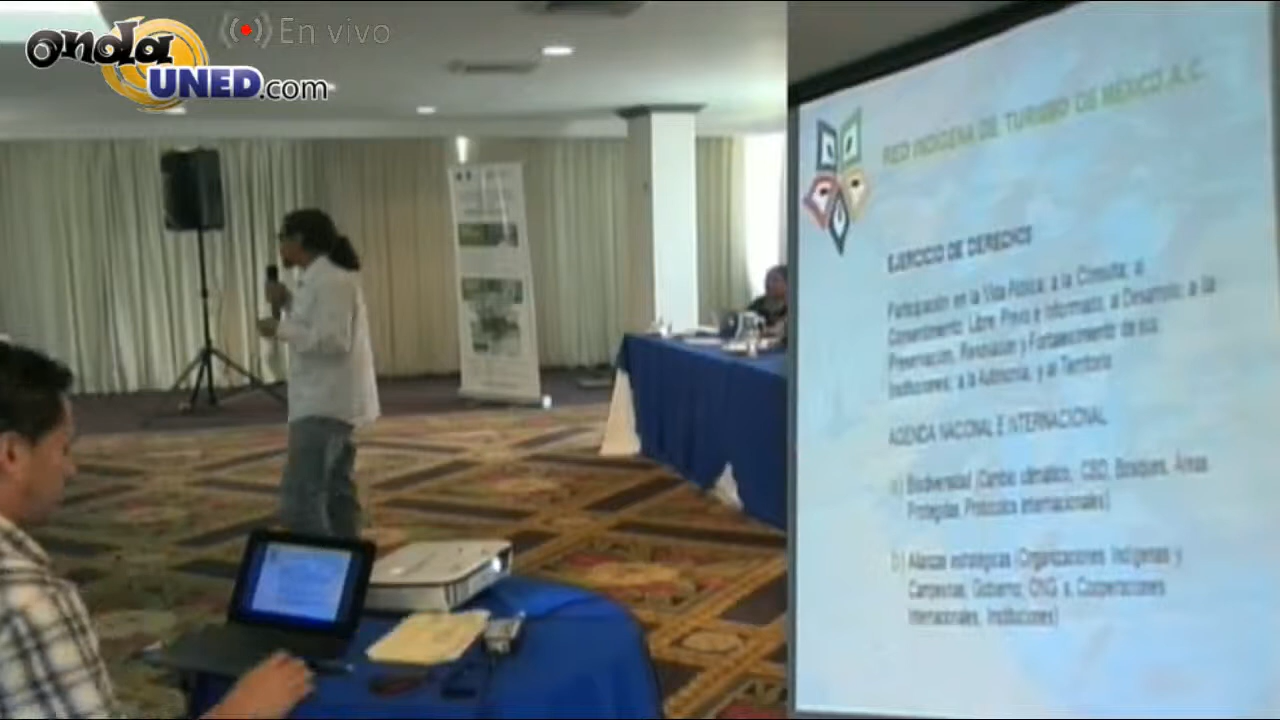 onda
UNED.com
En vivo
RED INDÍGENA DE TURISMO DE MÉXICO A.C.
EJERCICIO DE DERECHOS
Participación en la Vida Pública; a la Consulta; al
Consentimiento Libre, Previo e Informado; al Desarrollo; a la
Preservación, Revolución y Fortalecimiento de sus
Instituciones; a la Autonomía; y al Territorio
AGENDA NACIONAL E INTERNACIONAL
a) Biodiversidad (Cambio climático, CBD, Bosques, Áreas
Protegidas Protocolos internacionales)
b) Alianzas estratégicas (Organizaciones Indígenas y
Campesitas, Gobierno, ONG s, Cooperaciones
Internacionales, Instituciones)